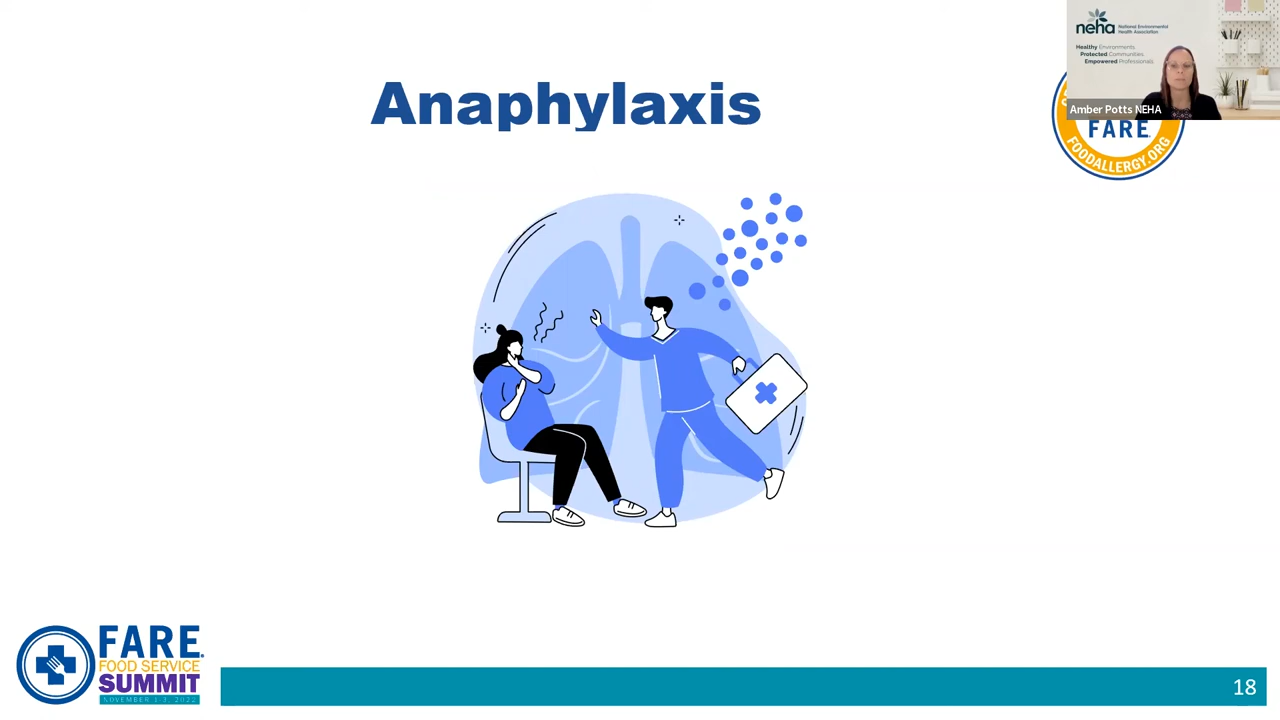 neha National Environmental
Health Association
Healthy Environments
Protected Communities
Empowered Professionals
Amber Potts NEHA
Anaphylaxis
FARE
FOODALLERGY.ORG
FARE
FOOD SERVICE
SUMMIT
18